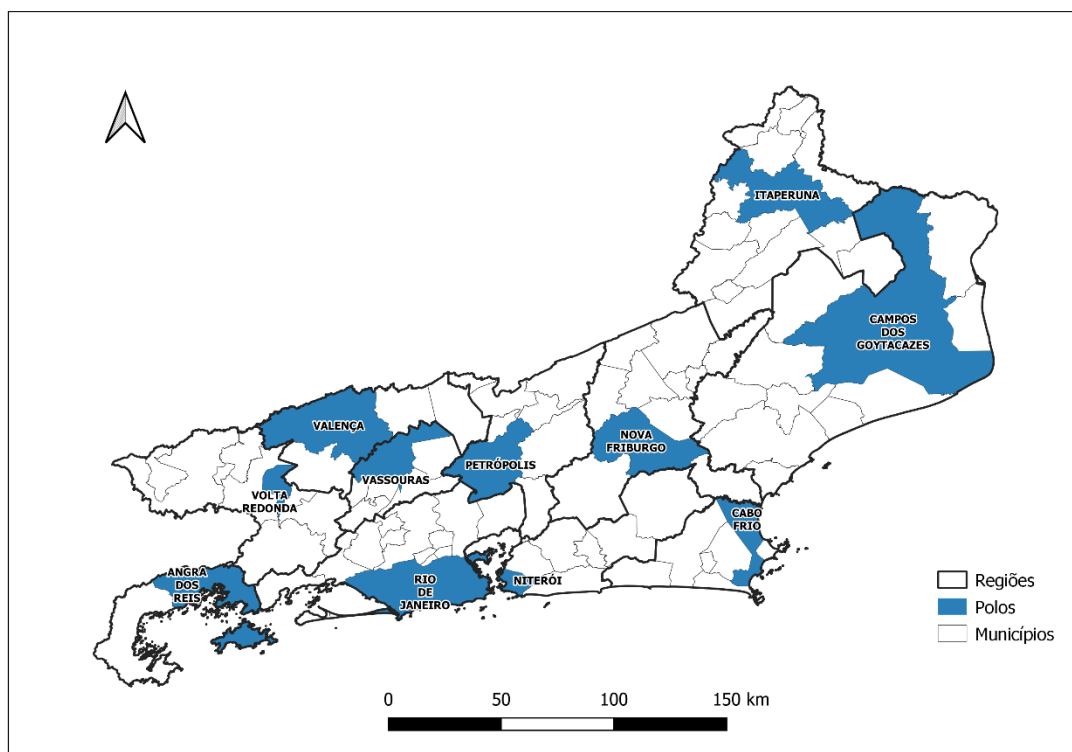 ITAPERUNA
CAMPOS
DOS
GOYTACAZES
VALENÇA
NOVA
FRIBURGO
PETRÓPOLIS
VASSOURAS
VOLTA
REDONDA
CABO
FRIO
ANGRA
DOS
REIS
RIO
DE
JANEIRO
NITERÓI
Regiões
Polos
Municípios
0 50 100 150 km